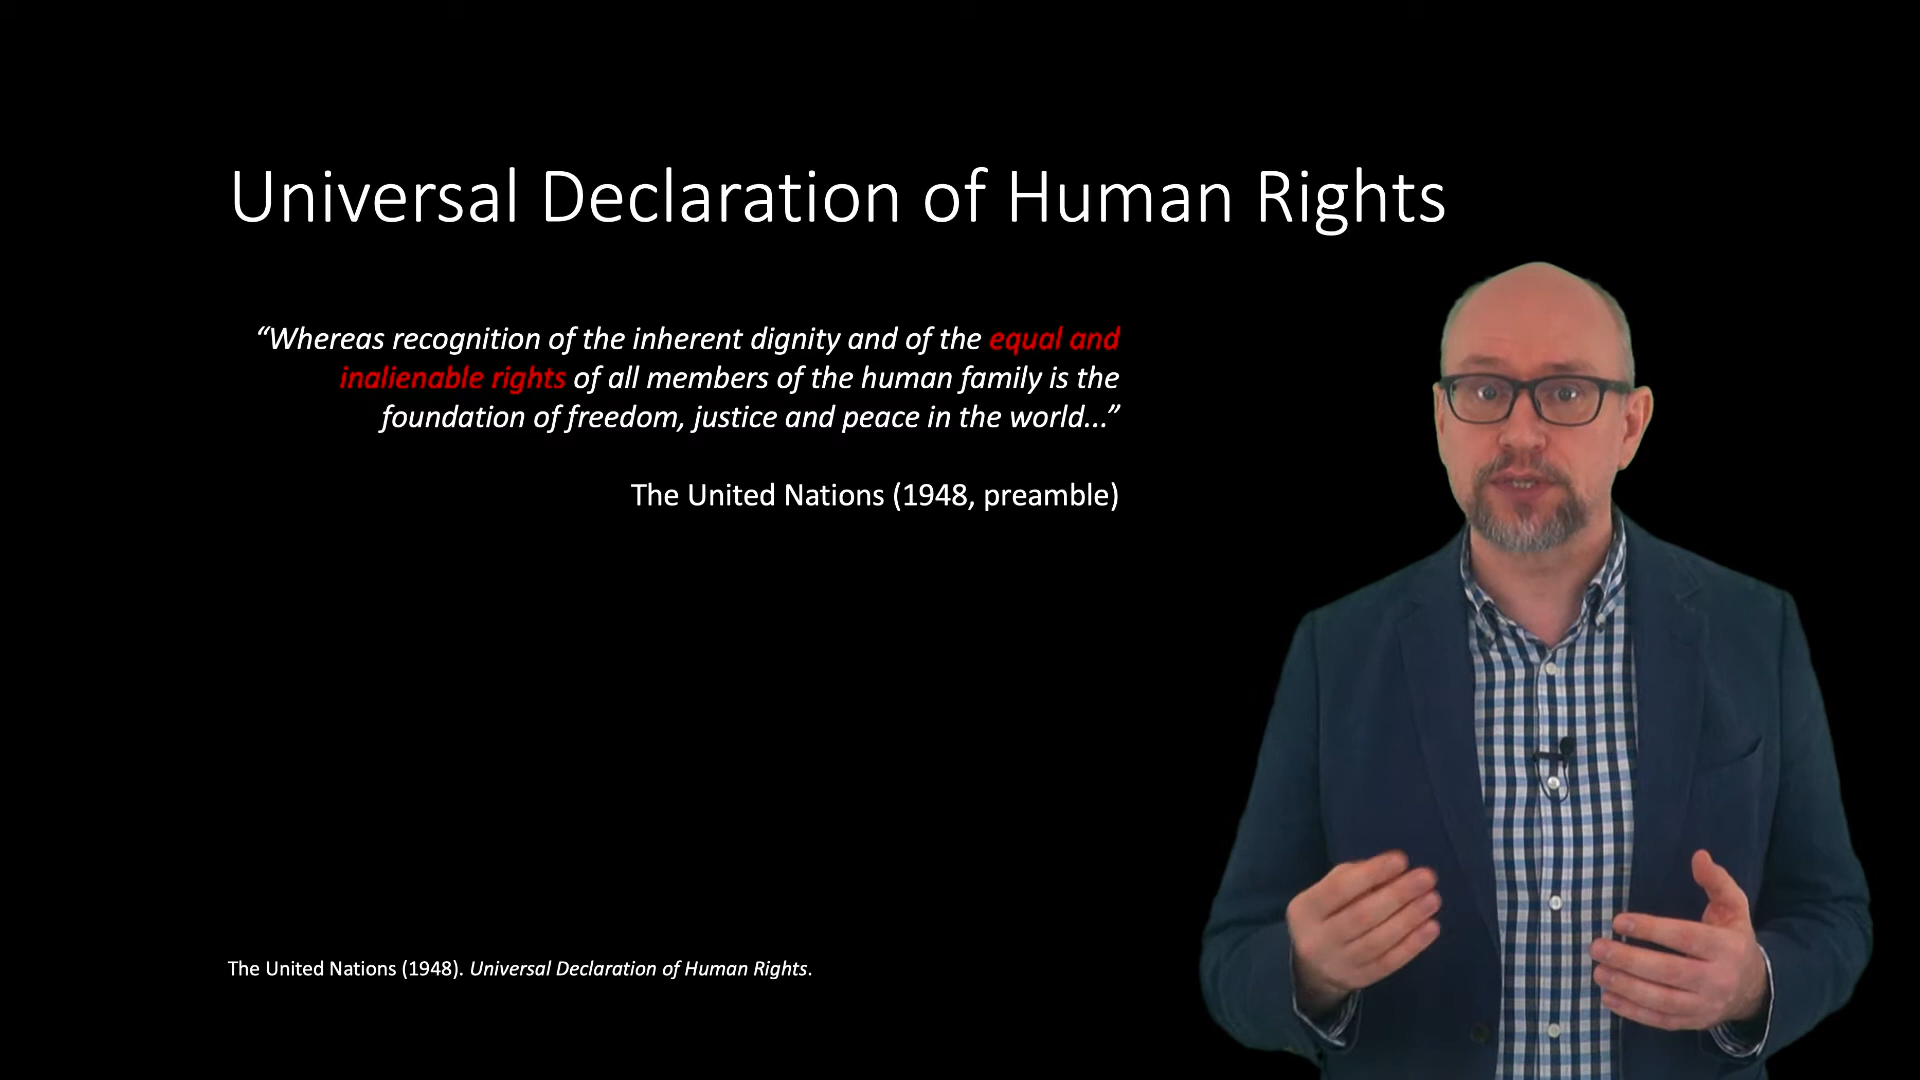 Universal Declaration of Human Rights
“Whereas recognition of the inherent dignity and of the equal and
inalienable rights of all members of the human family is the
foundation of freedom, justice and peace in the world...”
The United Nations (1948, preamble)
The United Nations (1948). Universal Declaration of Human Rights.